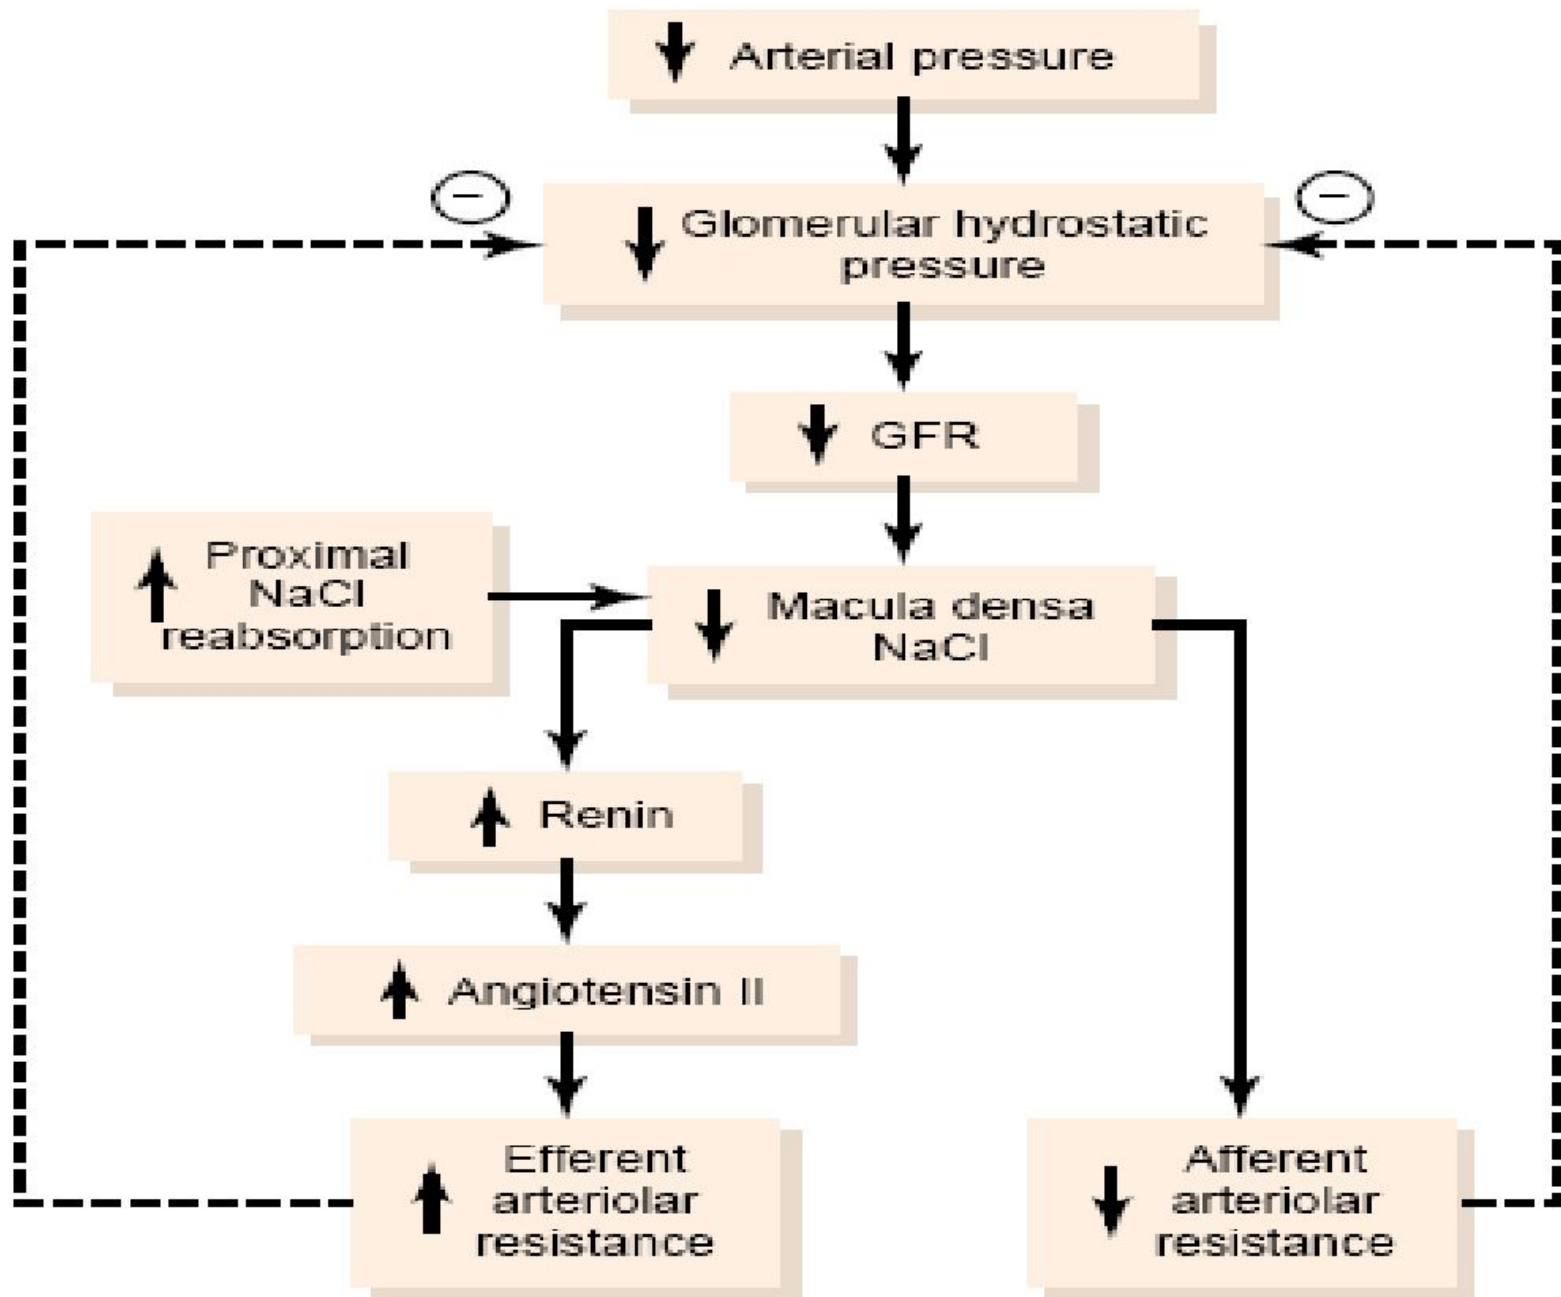 Arterial pressure
−
−
Glomerular hydrostatic
pressure
GFR
Proximal
NaCl
reabsorption
Macula densa
NaCl
Renin
Angiotensin II
Efferent
arteriolar
resistance
Afferent
arteriolar
resistance